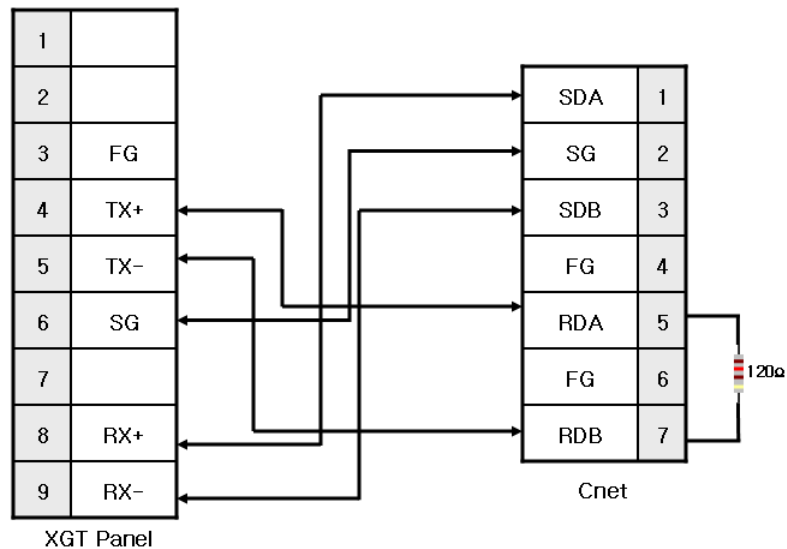 1
2
3 FG
4 TX+
5 TX-
6 SG
7
8 RX+
9 RX-
XGT Panel
SDA 1
SG 2
SDB 3
FG 4
RDA 5
FG 6
RDB 7
Cnet
120Ω